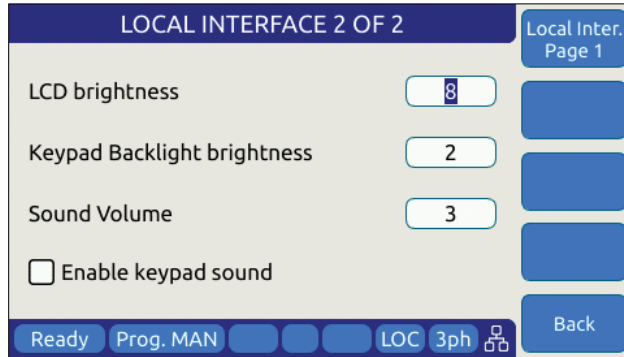 LOCAL INTERFACE 2 OF 2
Local Inter.
Page 1
LCD brightness 8
Keypad Backlight brightness 2
Sound Volume 3
Enable keypad sound
Back
Ready Prog. MAN LOC 3ph